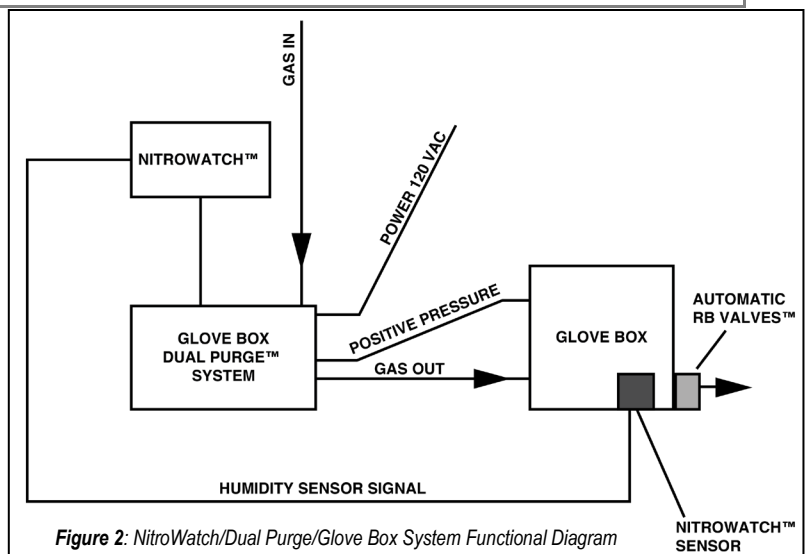 GAS IN
NITROWATCH™
POWER 120 VAC
POSITIVE PRESSURE
GLOVE BOX
DUAL PURGE™
SYSTEM
GAS OUT
GLOVE BOX
AUTOMATIC
RB VALVES™
HUMIDITY SENSOR SIGNAL
NITROWATCH™
SENSOR
Figure 2: NitroWatch/Dual Purge/Glove Box System Functional Diagram